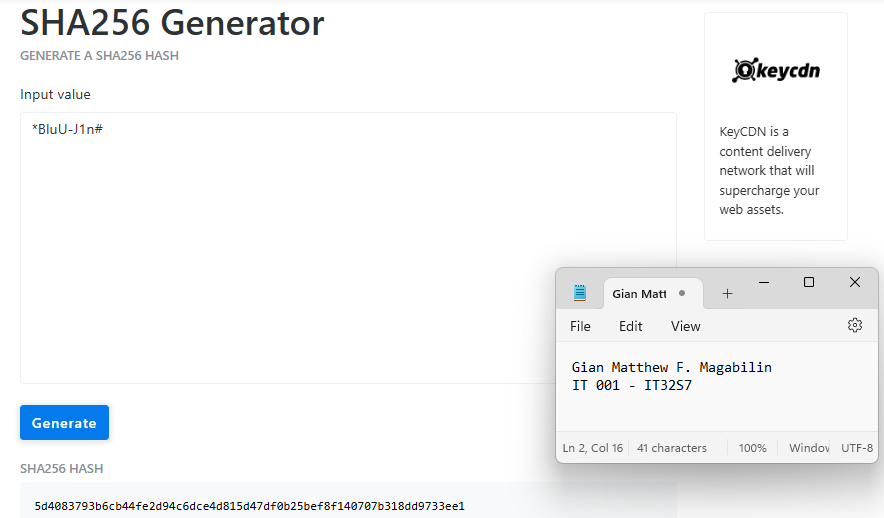 SHA256 Generator
GENERATE A SHA256 HASH
Input value
*BluU-J1n#
Generate
SHA256 HASH
5d4083793b6cb44fe2d94c6dce4d815d47df0b25bef8f140707b318dd9733ee1
keycdn
KeyCDN is a
content delivery
network that will
supercharge your
web assets.
Gian Matt
File Edit View
Gian Matthew F. Magabilin
IT 001 - IT32S7
Ln 2, Col 16 41 characters 100% Window UTF-8